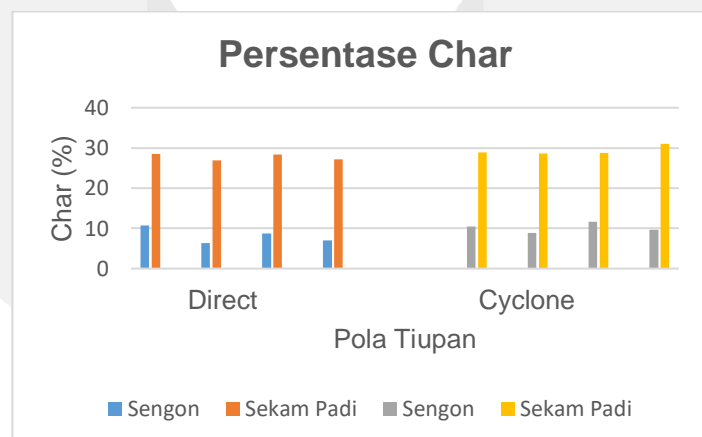 Persentase Char
40
30
20
10
0
Char (%)
Direct Cyclone
Pola Tiupan
Sengon Sekam Padi Sengon Sekam Padi